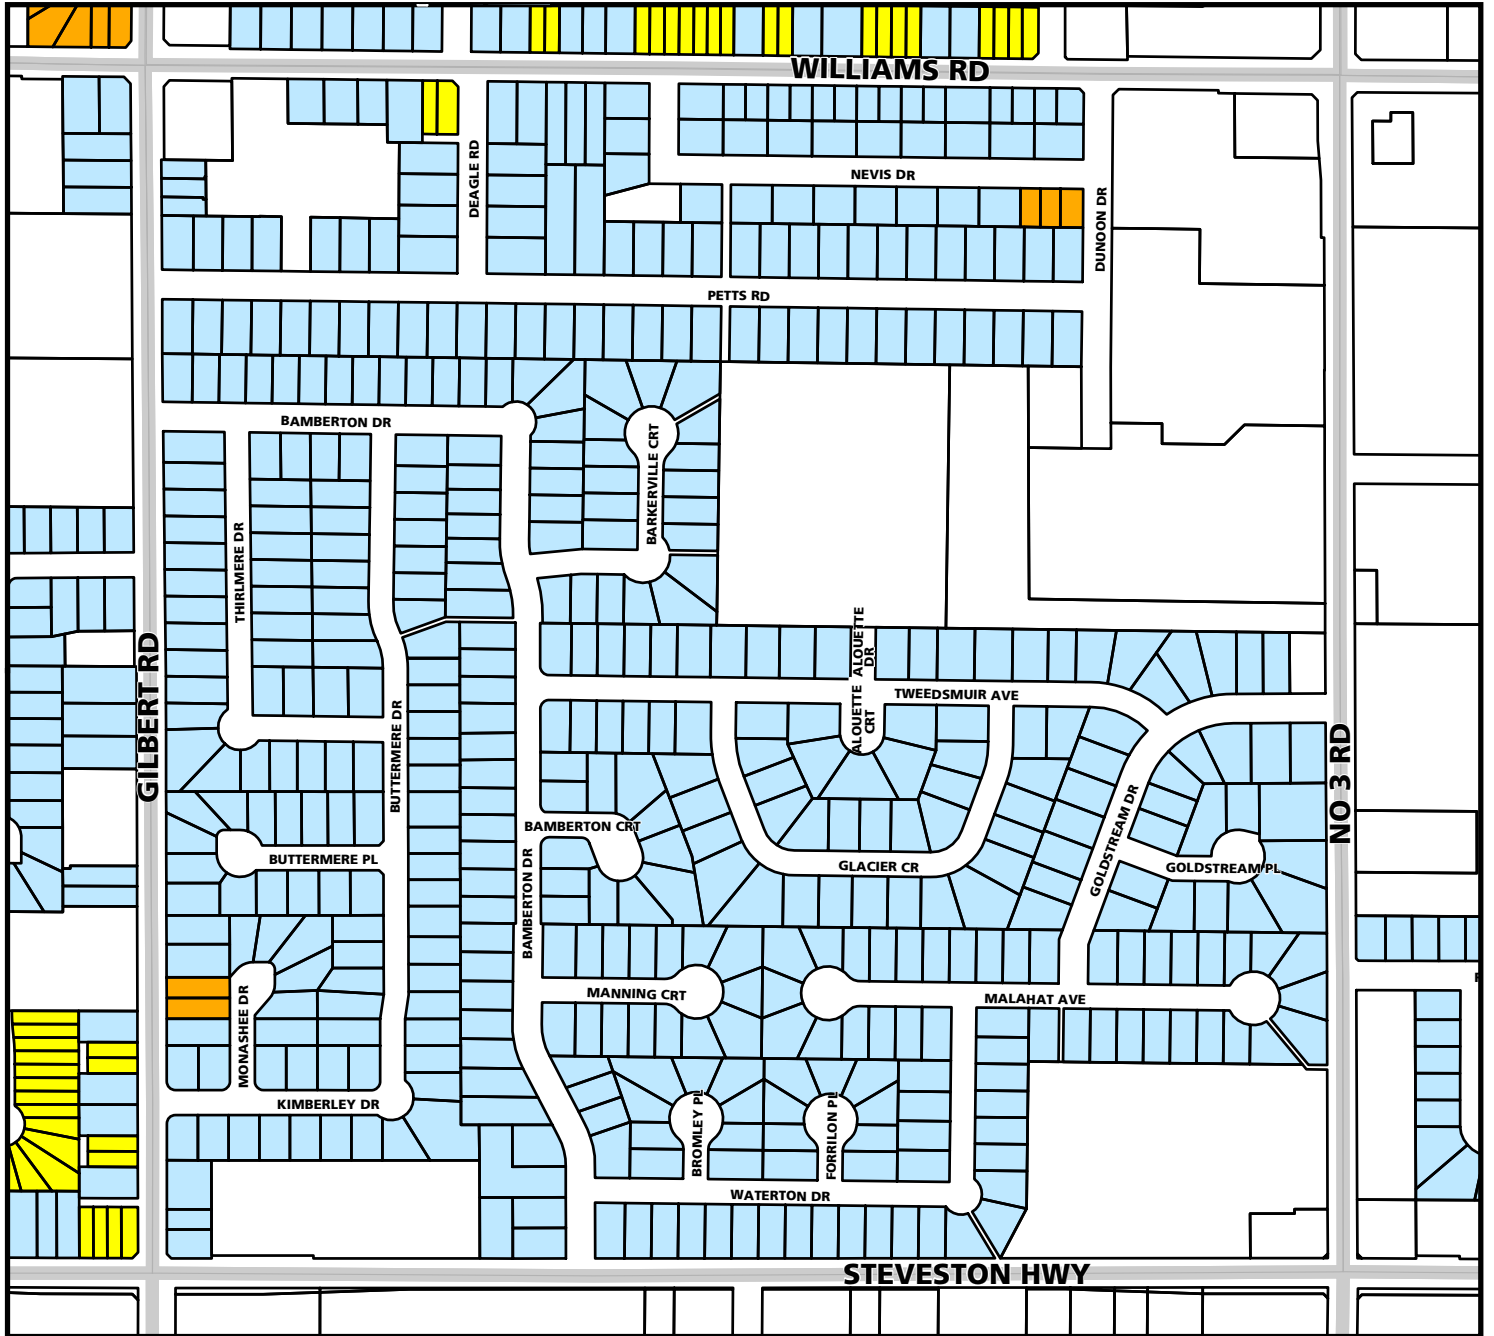 WILLIAMS RD
DEAGLE RD
NEVIS DR
DUNOON DR
PETTS RD
BAMBERTON DR
BARKERVILLE CRT
THIRLMERE DR
ALOUETTE
DR
GILBERT RD
TWEEDSMUIR AVE
ALOUETTE
CRT
BUTTERMERE DR
NO 3 RD
GOLDSTREAM DR
BAMBERTON CRT
BUTTERMERE PL
GLACIER CR
GOLDSTREAM PL
BAMBERTON DR
MANNING CRT
MALAHAT AVE
MONASHEE DR
KIMBERLEY DR
BROMLEY PL
FORRILON PL
WATERTON DR
STEVESTON HWY